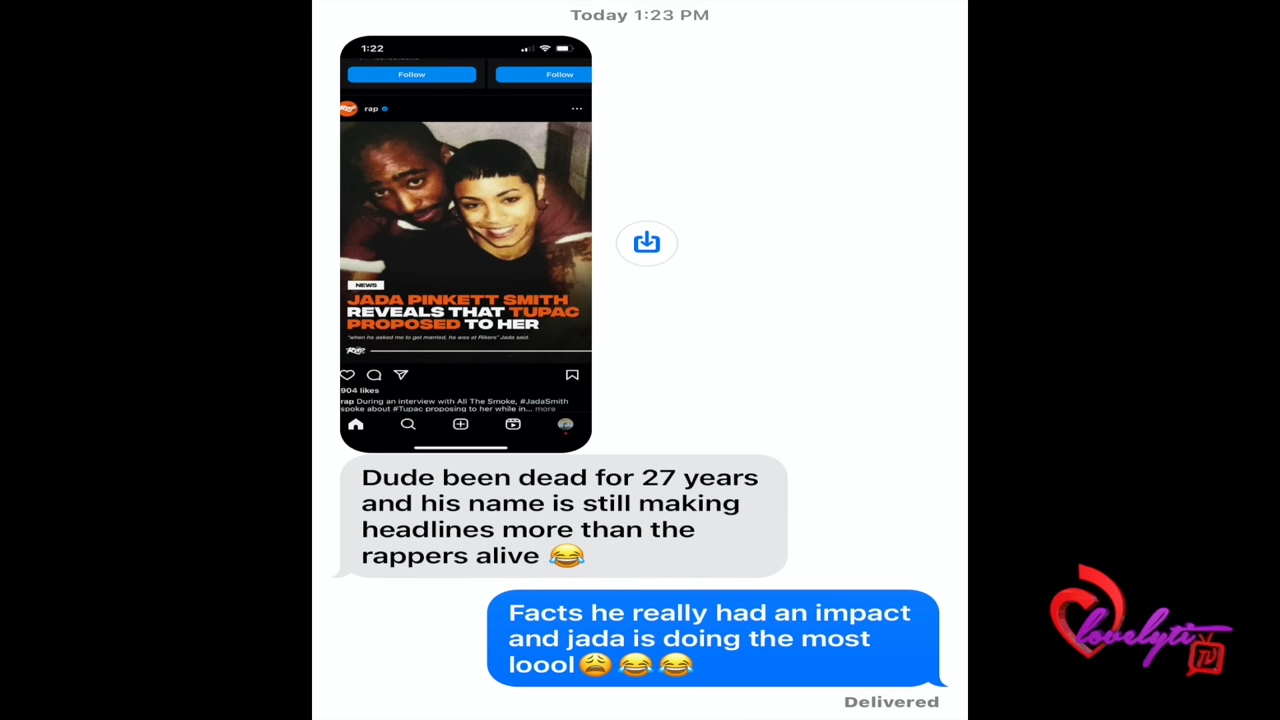 Today 1:23 PM
1:22
Follow
Follow
rap
RAP
NEWS
JADA PINKETT SMITH
REVEALS THAT TUPAC
PROPOSED TO HER
"when he asked me to get married, he was at Rikers" Jada said.
RAP
904 likes
rap During an interview with All The Smoke, #JadaSmith
spoke about #Tupac proposing to her while in... more
Dude been dead for 27 years
and his name is still making
headlines more than the
rappers alive 😂
Facts he really had an impact
and jada is doing the most
loool😩😂😂
Delivered
lovelyti
TV